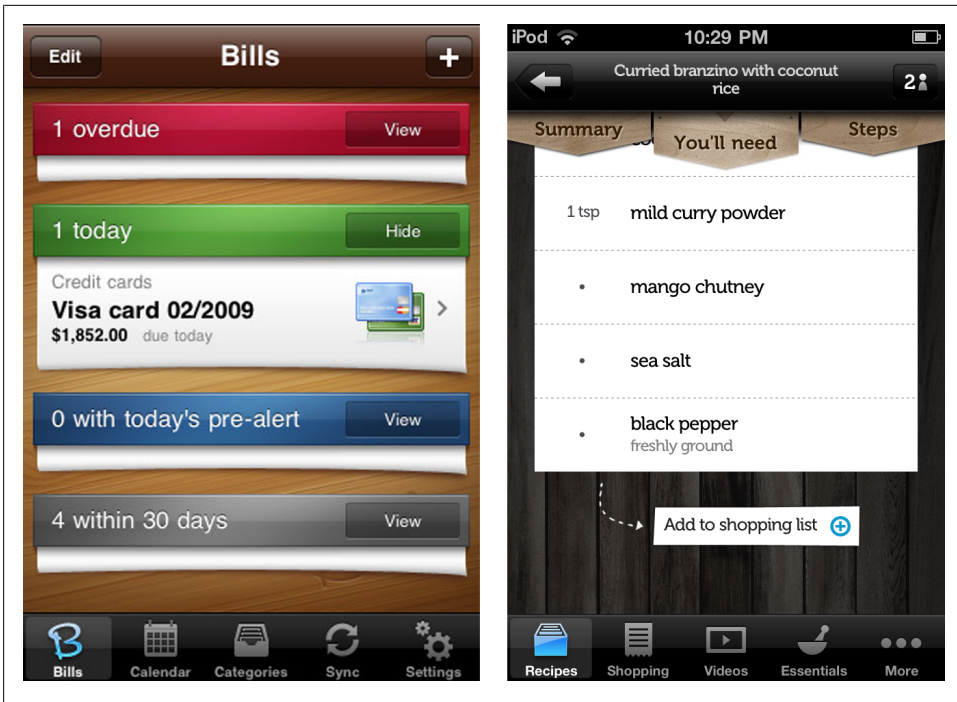 Edit
Bills
+
1 overdue
View
1 today
Hide
Credit cards
Visa card 02/2009
$1,852.00 due today
0 with today's pre-alert
View
4 within 30 days
View
Bills
Calendar
Categories
Sync
Settings
iPod
10:29 PM
Curried branzino with coconut
rice
2
Summary
You'll need
Steps
1 tsp
mild curry powder
• mango chutney
• sea salt
• black pepper
freshly ground
Add to shopping list
Recipes
Shopping
Videos
Essentials
More